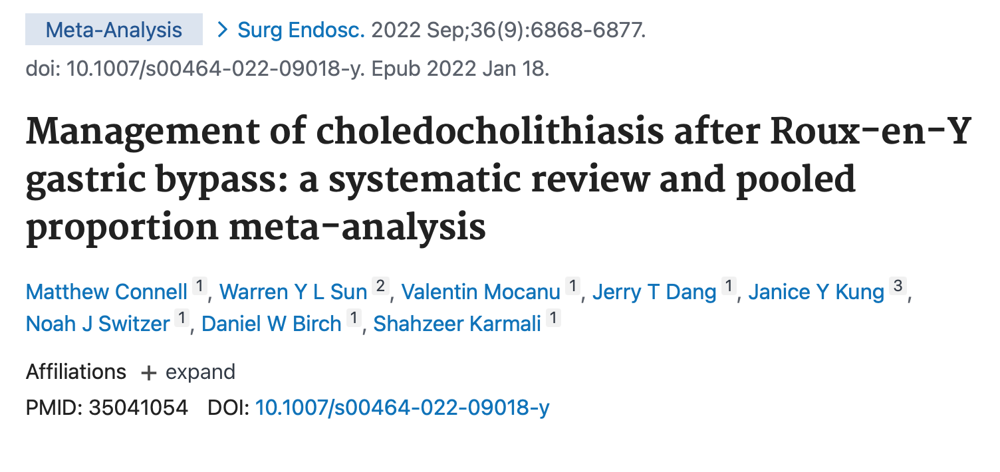 Meta-Analysis > Surg Endosc. 2022 Sep;36(9):6868-6877.
doi: 10.1007/s00464-022-09018-y. Epub 2022 Jan 18.
Management of choledocholithiasis after Roux-en-Y
gastric bypass: a systematic review and pooled
proportion meta-analysis
Matthew Connell 1, Warren Y L Sun 2, Valentin Mocanu 1, Jerry T Dang 1, Janice Y Kung 3,
Noah J Switzer 1, Daniel W Birch 1, Shahzeer Karmali 1
Affiliations + expand
PMID: 35041054 DOI: 10.1007/s00464-022-09018-y